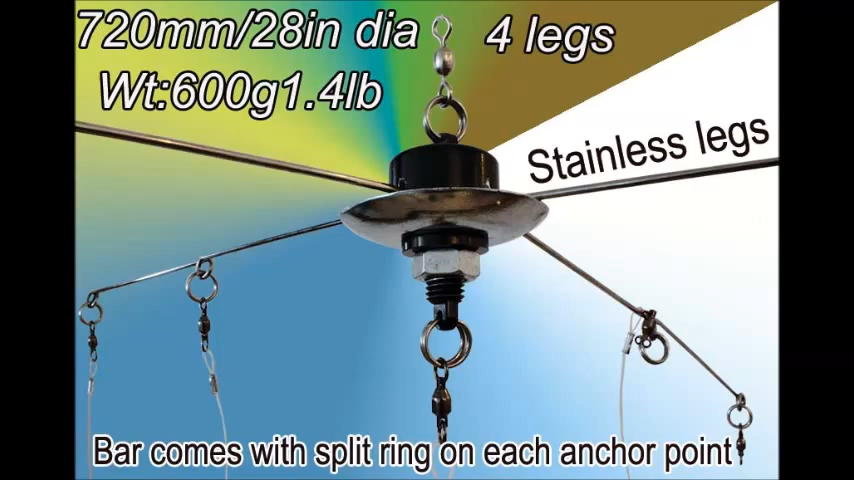 720mm/28in dia
4 legs
Wt:600g1.4lb
Stainless legs
Bar comes with split ring on each anchor point